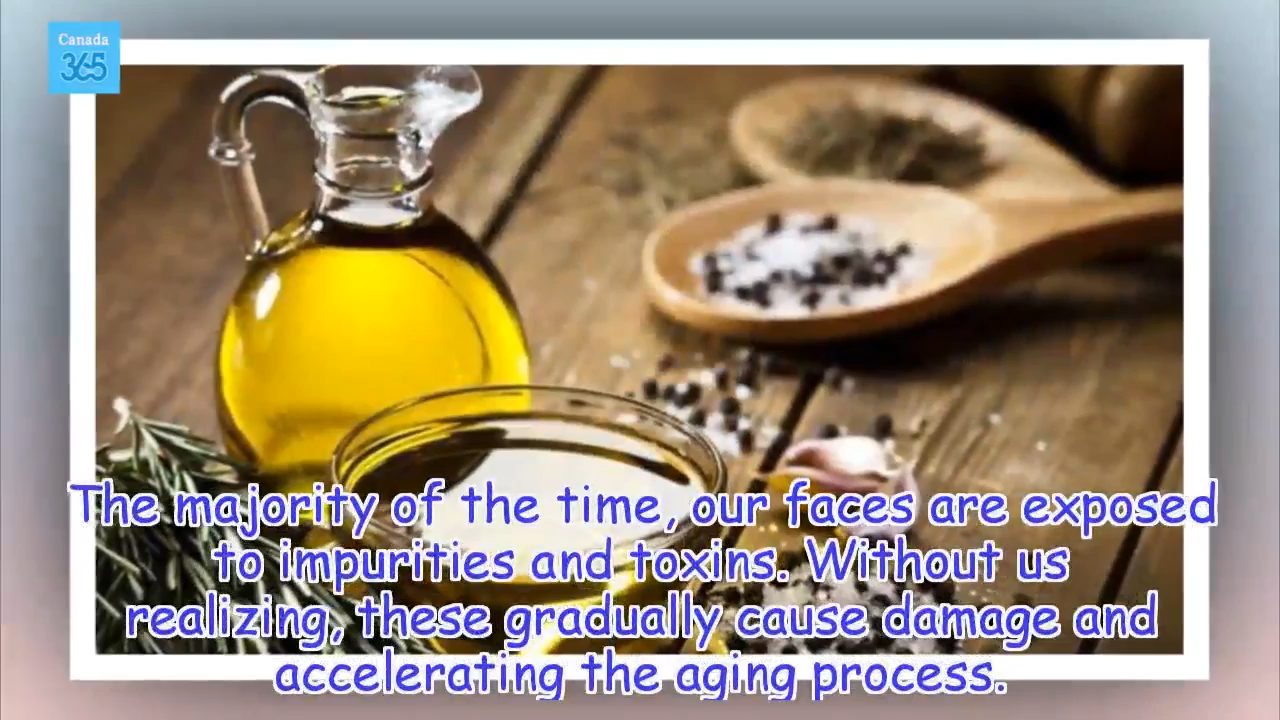 Canada
365
The majority of the time, our faces are exposed
to impurities and toxins. Without us
realizing, these gradually cause damage and
accelerating the aging process.